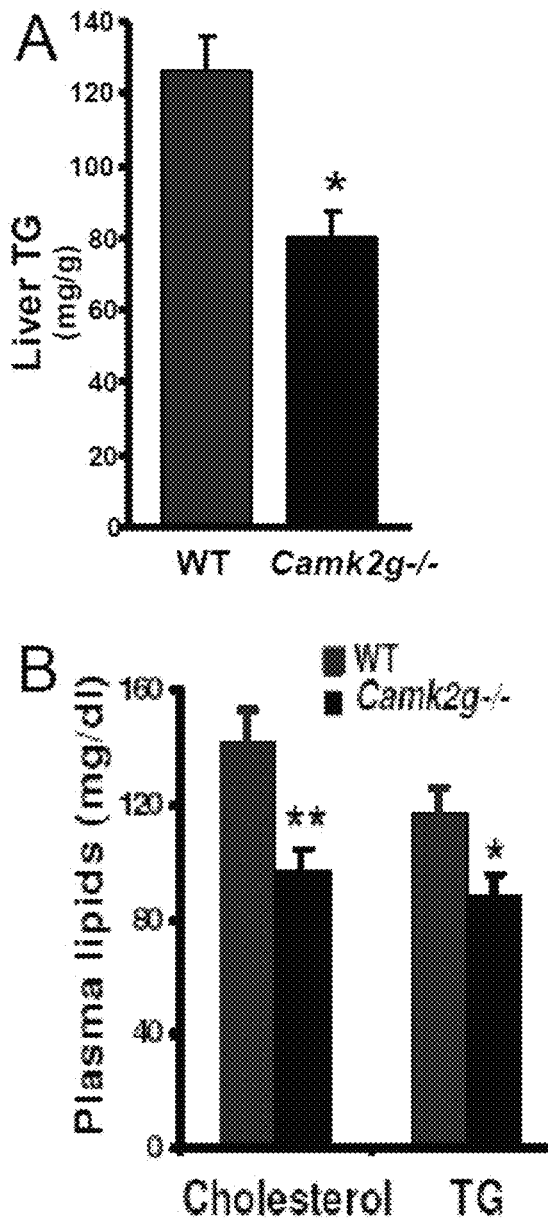 A
Liver TG
(mg/g)
140
120
100
80
60
40
20
0
*
WT Camk2g-/-
B
Plasma lipids (mg/dl)
WT
Camk2g-/-
160
120
80
40
0
**
*
Cholesterol TG